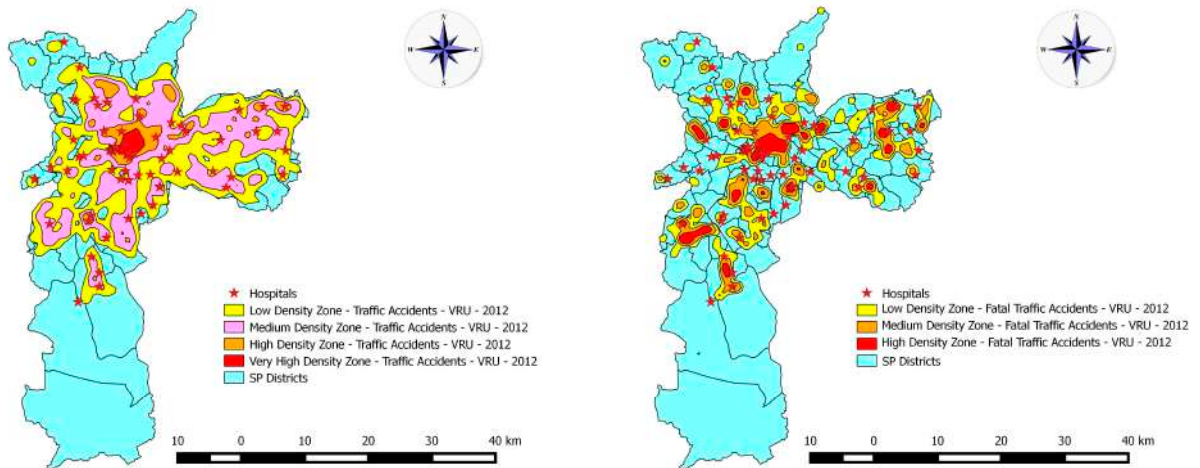 N
W
E
S
Hospitals
Low Density Zone - Traffic Accidents - VRU - 2012
Medium Density Zone - Traffic Accidents - VRU - 2012
High Density Zone - Traffic Accidents - VRU - 2012
Very High Density Zone - Traffic Accidents - VRU - 2012
SP Districts
10 0 10 20 30 40 km
N
W
E
S
Hospitals
Low Density Zone - Fatal Traffic Accidents - VRU - 2012
Medium Density Zone - Fatal Traffic Accidents - VRU - 2012
High Density Zone - Fatal Traffic Accidents - VRU - 2012
SP Districts
10 0 10 20 30 40 km